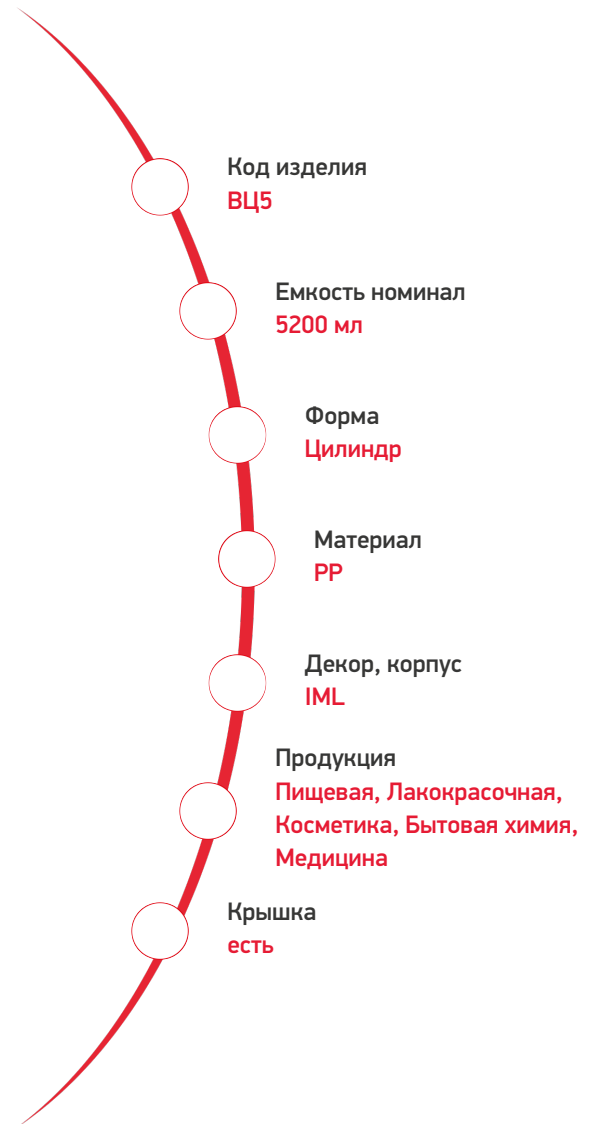 Код изделия
ВЦ5
Емкость номинал
5200 мл
Форма
Цилиндр
Материал
PP
Декор, корпус
IML
Продукция
Пищевая, Лакокрасочная,
Косметика, Бытовая химия,
Медицина
Крышка
есть